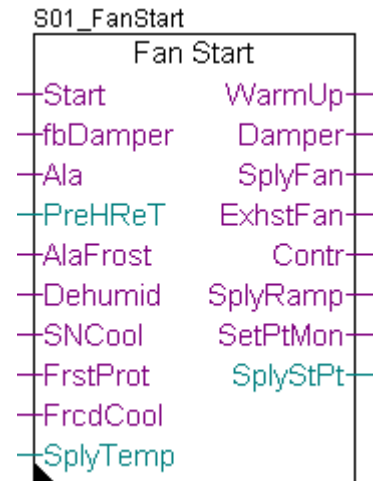 S01_FanStart
Fan Start
Start WarmUp
fbDamper Damper
Ala SplyFan
PreHReT ExhstFan
AlaFrost Contr
Dehumid SplyRamp
SNCool SetPtMon
FrstProt SplyStPt
FrcdCool
SplyTemp